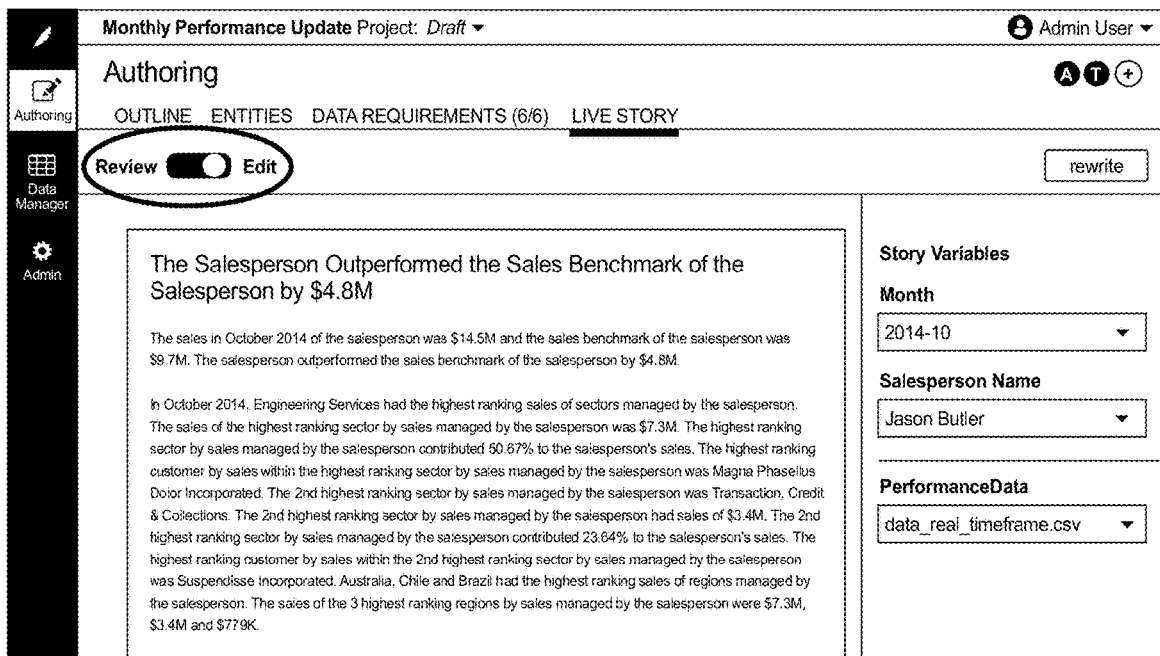 Monthly Performance Update Project: Draft
Admin User
Authoring
A T +
Authoring
OUTLINE ENTITIES DATA REQUIREMENTS (6/6) LIVE STORY
Review Edit
rewrite
Data
Manager
Admin
The Salesperson Outperformed the Sales Benchmark of the
Salesperson by $4.8M
The sales in October 2014 of the salesperson was $14.5M and the sales benchmark of the salesperson was
$9.7M. The salesperson outperformed the sales benchmark of the salesperson by $4.8M.
In October 2014, Engineering Services had the highest ranking sales of sectors managed by the salesperson.
The sales of the highest ranking sector by sales managed by the salesperson was $7.3M. The highest ranking
sector by sales managed by the salesperson contributed 50.67% to the salesperson's sales. The highest ranking
customer by sales within the highest ranking sector by sales managed by the salesperson was Magna Phasellus
Dolor Incorporated. The 2nd highest ranking sector by sales managed by the salesperson was Transaction, Credit
& Collections. The 2nd highest ranking sector by sales managed by the salesperson had sales of $3.4M. The 2nd
highest ranking sector by sales managed by the salesperson contributed 23.64% to the salesperson's sales. The
highest ranking customer by sales within the 2nd highest ranking sector by sales managed by the salesperson
was Suspendisse Incorporated. Australia, Chile and Brazil had the highest ranking sales of regions managed by
the salesperson. The sales of the 3 highest ranking regions by sales managed by the salesperson were $7.3M,
$3.4M and $779K.
Story Variables
Month
2014-10
Salesperson Name
Jason Butler
PerformanceData
data_real_timeframe.csv